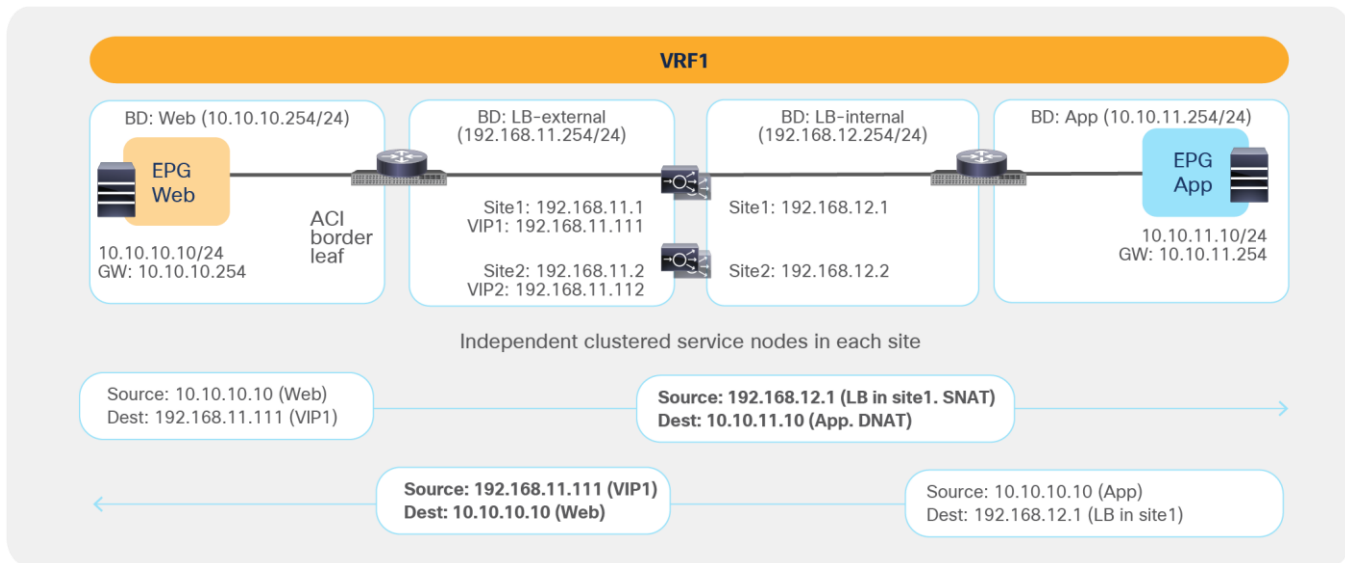 VRF1
BD: Web (10.10.10.254/24)
EPG
Web
10.10.10.10/24
GW: 10.10.10.254
ACI
border
leaf
BD: LB-external
(192.168.11.254/24)
Site1: 192.168.11.1
VIP1: 192.168.11.111
Site2: 192.168.11.2
VIP2: 192.168.11.112
BD: LB-internal
(192.168.12.254/24)
Site1: 192.168.12.1
Site2: 192.168.12.2
BD: App (10.10.11.254/24)
EPG
App
10.10.11.10/24
GW: 10.10.11.254
Independent clustered service nodes in each site
Source: 10.10.10.10 (Web)
Dest: 192.168.11.111 (VIP1)
Source: 192.168.12.1 (LB in site1. SNAT)
Dest: 10.10.11.10 (App. DNAT)
Source: 192.168.11.111 (VIP1)
Dest: 10.10.10.10 (Web)
Source: 10.10.10.10 (App)
Dest: 192.168.12.1 (LB in site1)